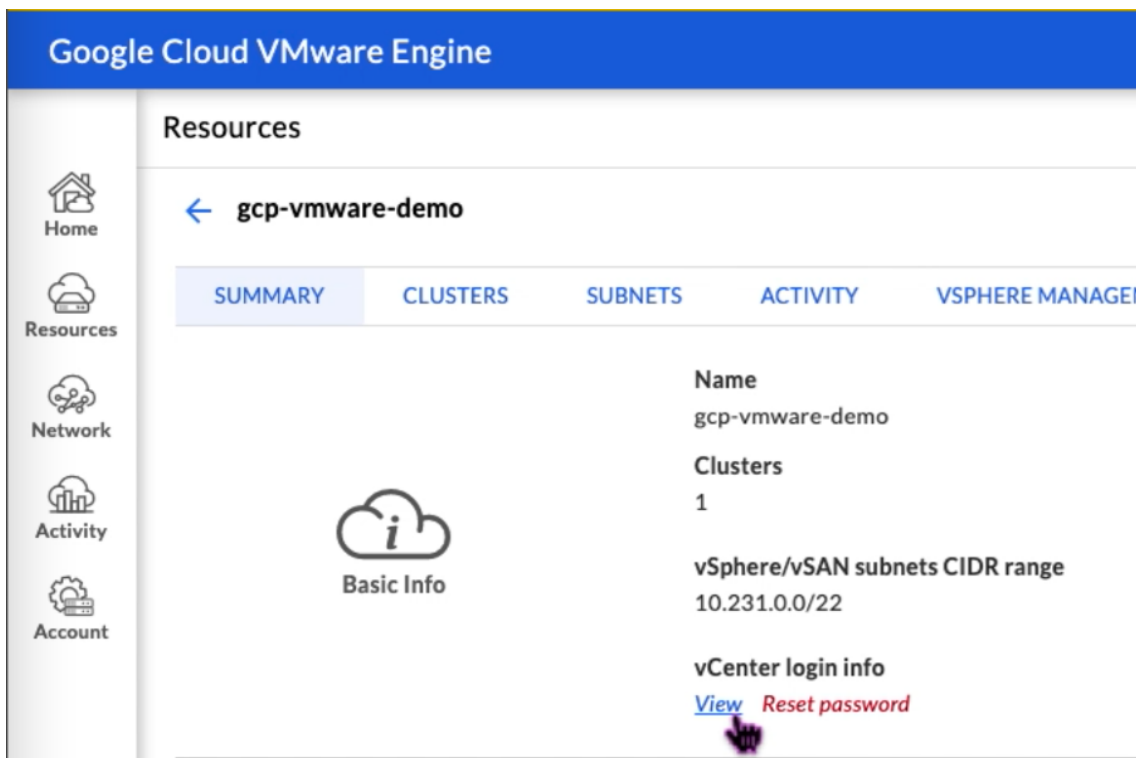 Google Cloud VMware Engine
Resources
Home
Resources
Network
Activity
Account
gcp-vmware-demo
SUMMARY CLUSTERS SUBNETS ACTIVITY VSPHERE MANAGEM
Basic Info
Name
gcp-vmware-demo
Clusters
1
vSphere/vSAN subnets CIDR range
10.231.0.0/22
vCenter login info
View Reset password